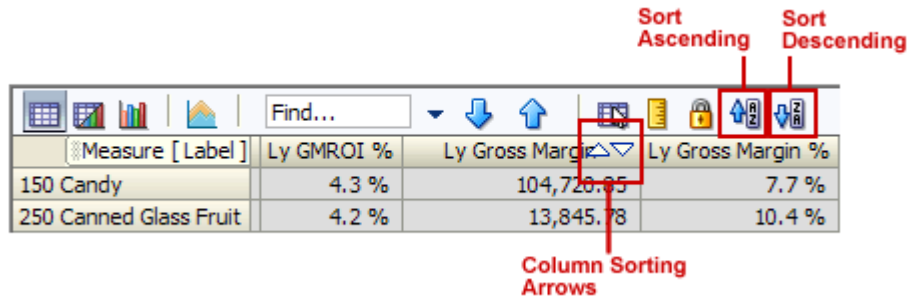 Sort Ascending
Sort Descending
Find...
Measure [ Label ] Ly GMROI % Ly Gross Margin Ly Gross Margin %
150 Candy 4.3 % 104,720.85 7.7 %
250 Canned Glass Fruit 4.2 % 13,845.78 10.4 %
Column Sorting
Arrows